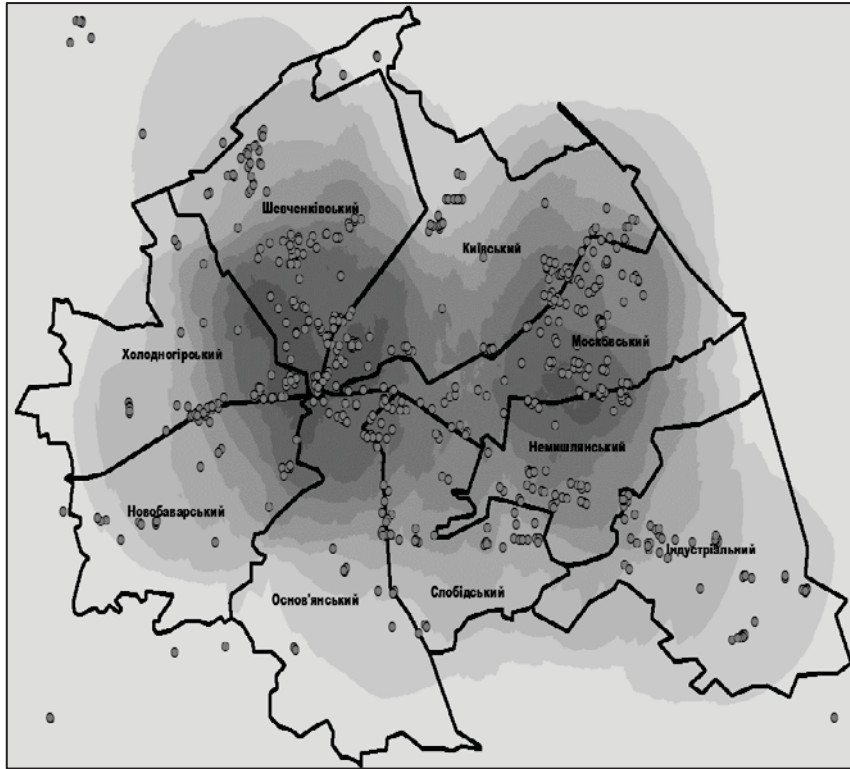 Шевченківський
Київський
Холодногірський
Московський
Немишлянський
Новобаварський
Індустріальний
Основ'янський
Слобідський